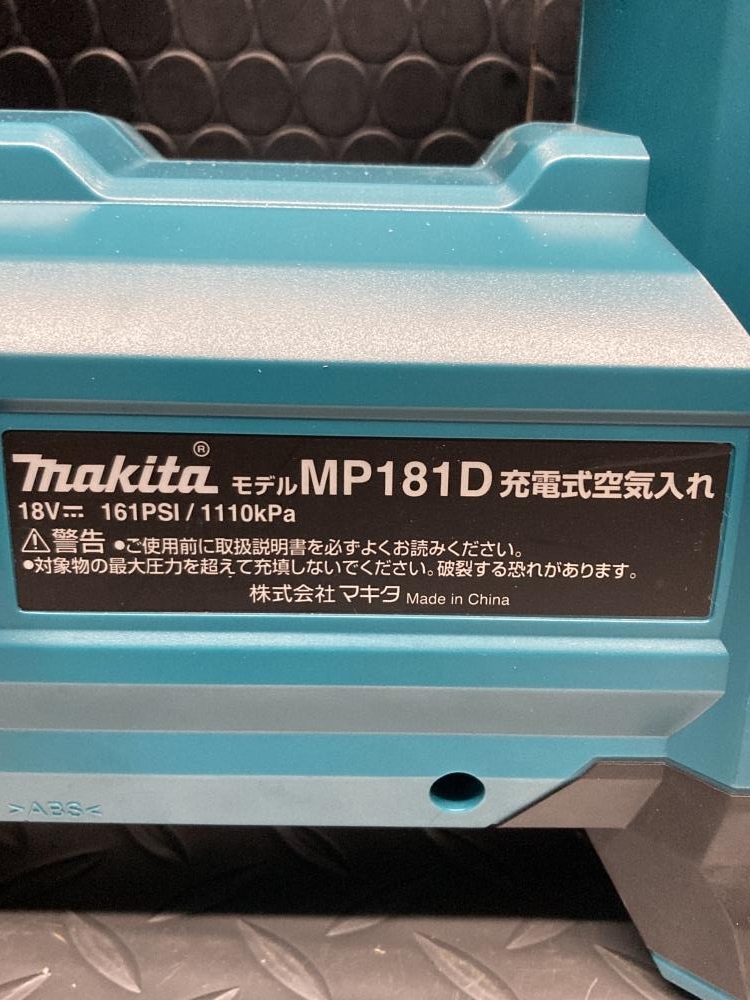 makita® モデル MP181D 充電式空気入れ
18V⎓ 161PSI / 1110kPa
⚠警告 ●ご使用前に取扱説明書を必ずよくお読みください。
●対象物の最大圧力を超えて充填しないでください。破裂する恐れがあります。
株式会社 マキタ Made in China
>ABS<